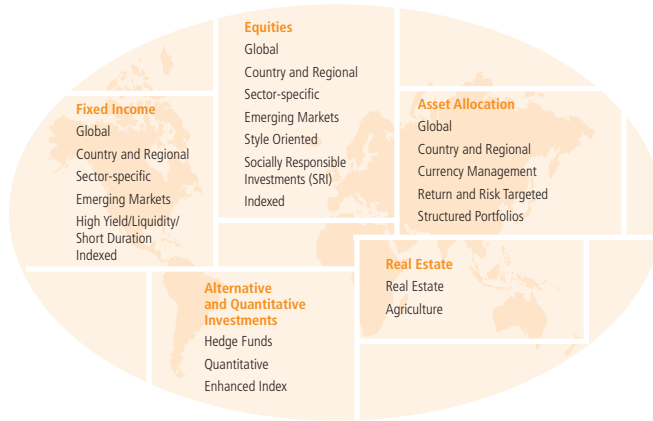 Equities
Global
Country and Regional
Sector-specific
Emerging Markets
Style Oriented
Socially Responsible
Investments (SRI)
Indexed
Fixed Income
Global
Country and Regional
Sector-specific
Emerging Markets
High Yield/Liquidity/
Short Duration
Indexed
Asset Allocation
Global
Country and Regional
Currency Management
Return and Risk Targeted
Structured Portfolios
Alternative
and Quantitative
Investments
Hedge Funds
Quantitative
Enhanced Index
Real Estate
Real Estate
Agriculture